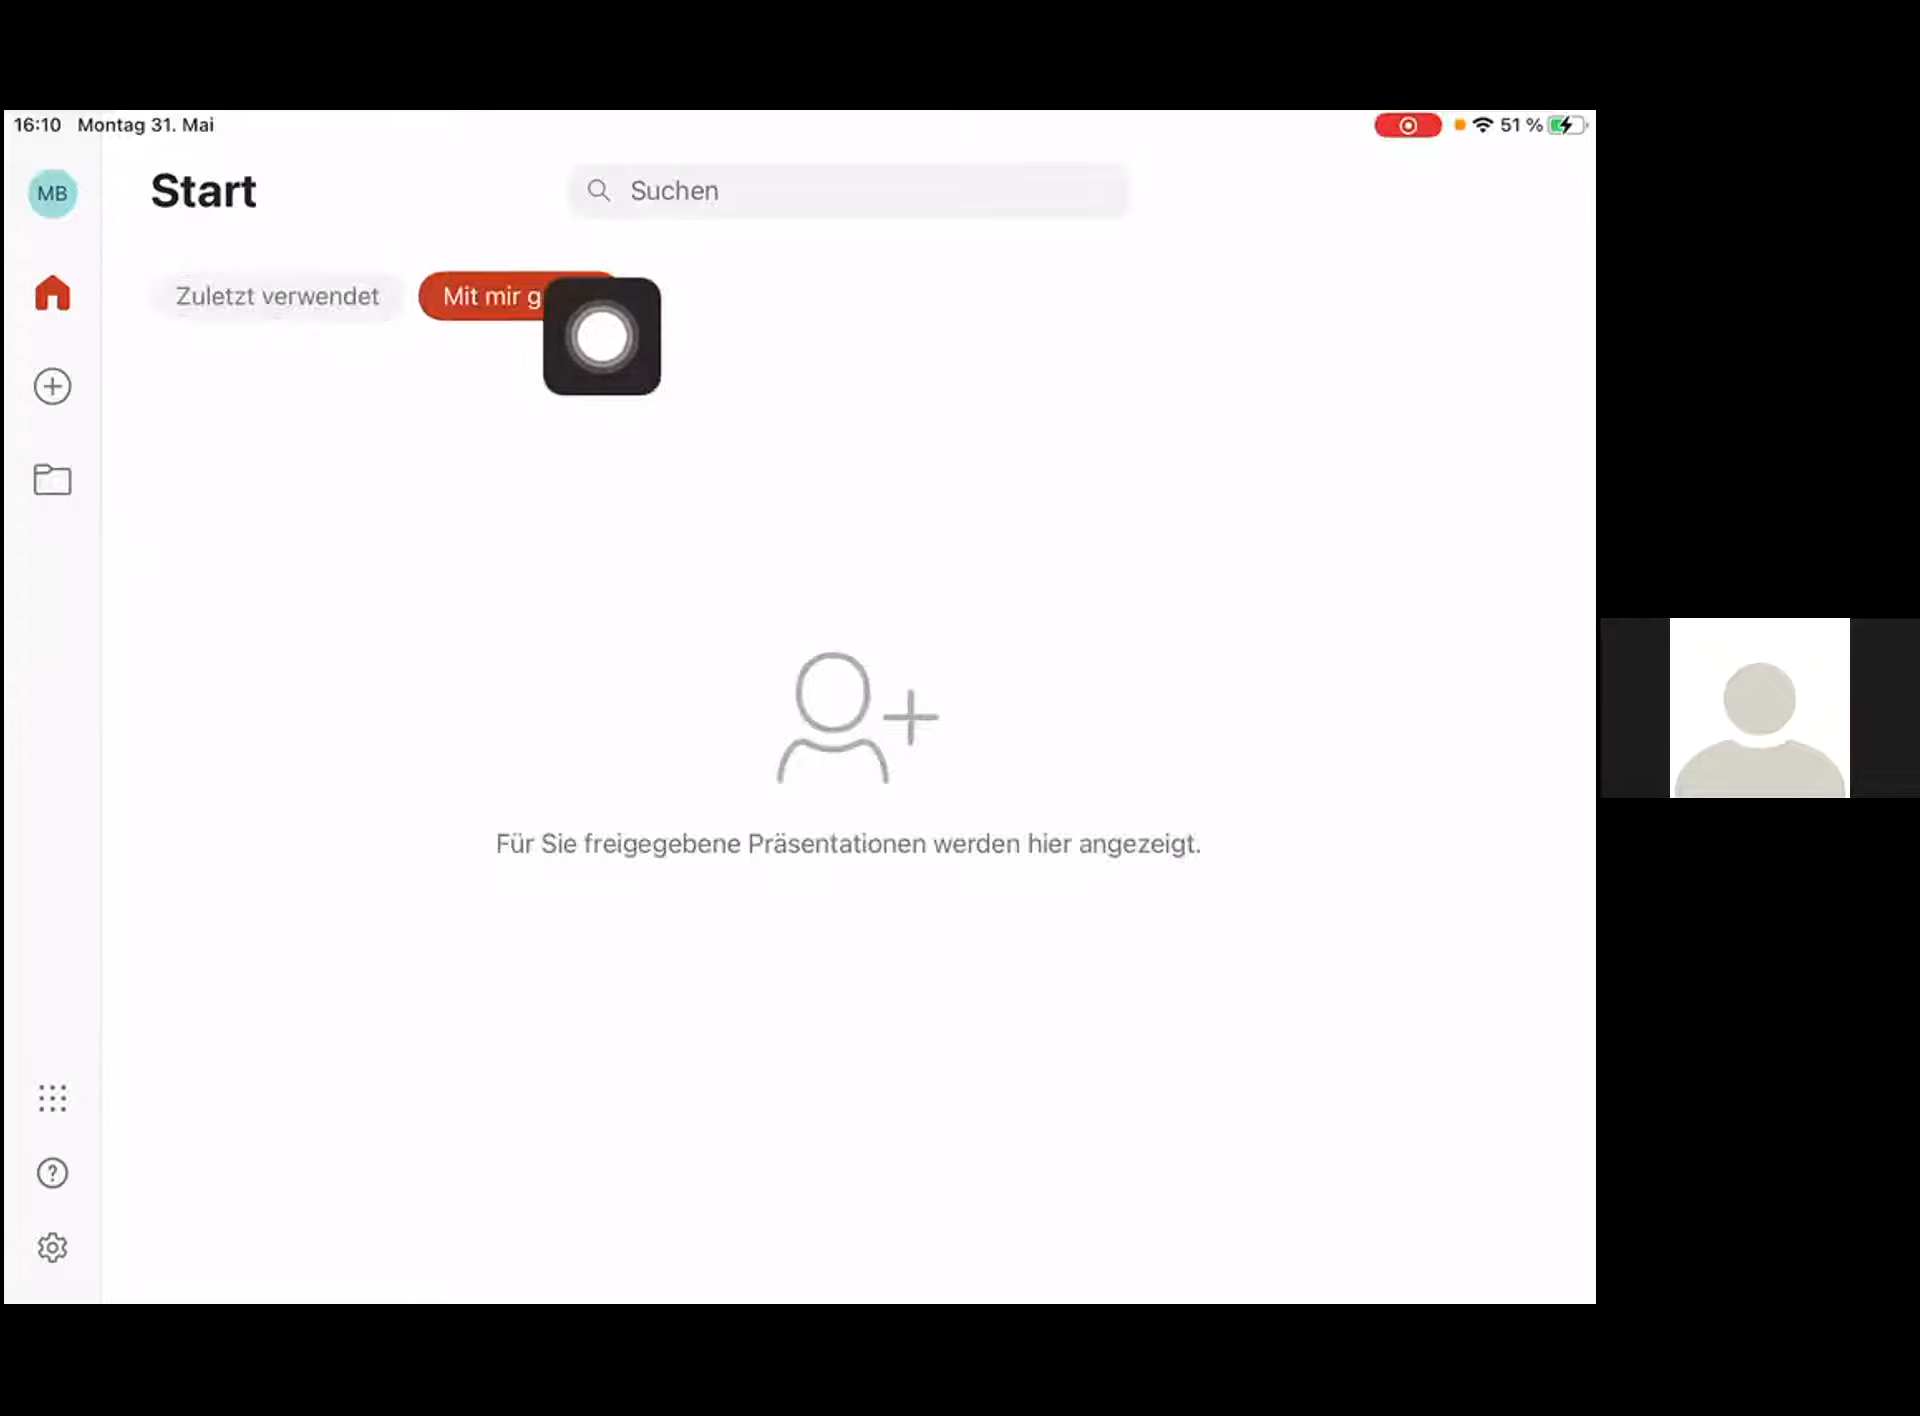 16:10 Montag 31. Mai
51 %
MB
Start
Suchen
Zuletzt verwendet
Mit mir
Für Sie freigegebene Präsentationen werden hier angezeigt.